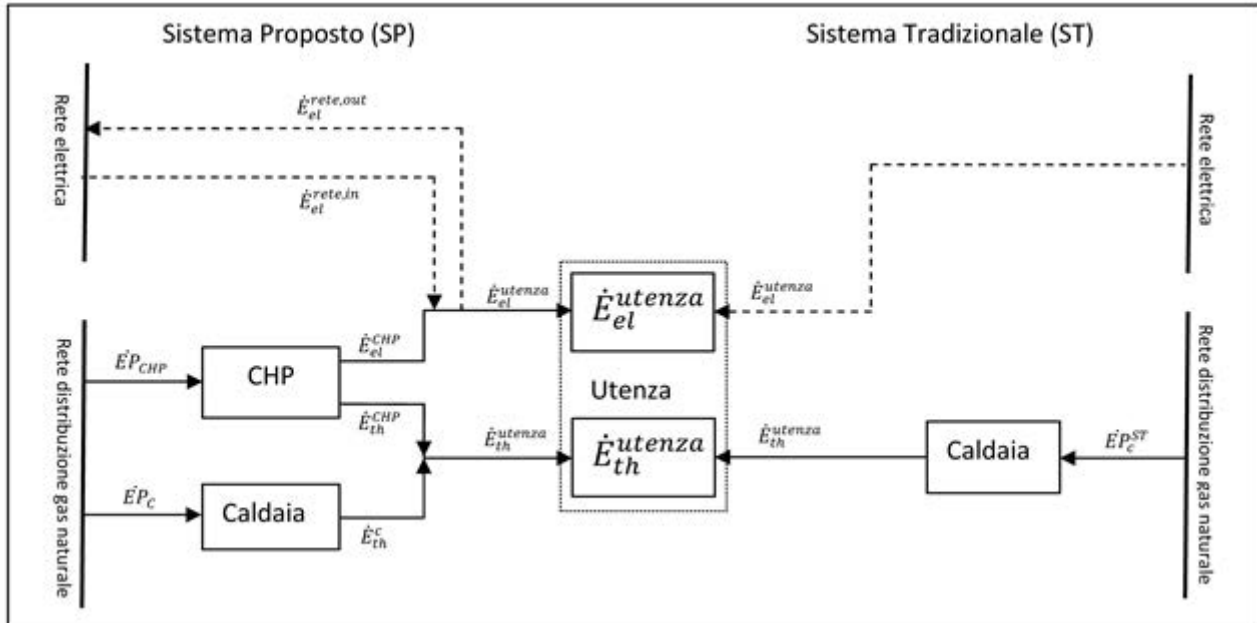 Sistema Proposto (SP)
Sistema Tradizionale (ST)
Rete elettrica
Ė_el^{rete,out}
Ė_el^{rete,in}
Rete elettrica
Ė_el^{utenza}
Ė_el^{utenza}
Ė_el^{utenza}
Rete distribuzione gas naturale
ĖP_{CHP}
CHP
Ė_el^{CHP}
Ė_th^{CHP}
Utenza
Ė_th^{utenza}
Ė_th^{utenza}
Ė_th^{utenza}
Caldaia
ĖP_c^{ST}
Rete distribuzione gas naturale
ĖP_C
Caldaia
Ė_th^c